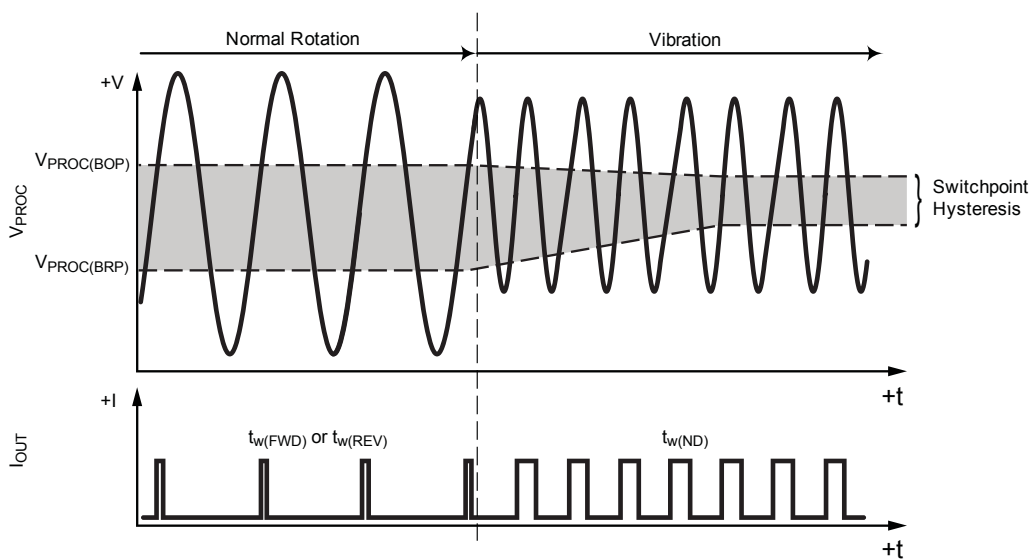 Normal Rotation
Vibration
+V
VPROC(BOP)
VPROC
VPROC(BRP)
Switchpoint
Hysteresis
+t
+I
tw(FWD) or tw(REV)
tw(ND)
IOUT
+t